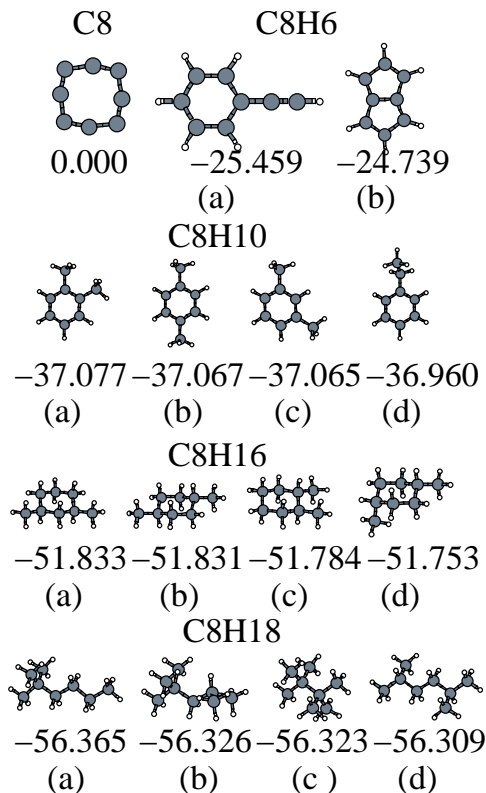 C8 C8H6
0.000 −25.459 −24.739
(a) (b)
C8H10
−37.077 −37.067 −37.065 −36.960
(a) (b) (c) (d)
C8H16
−51.833 −51.831 −51.784 −51.753
(a) (b) (c) (d)
C8H18
−56.365 −56.326 −56.323 −56.309
(a) (b) (c ) (d)